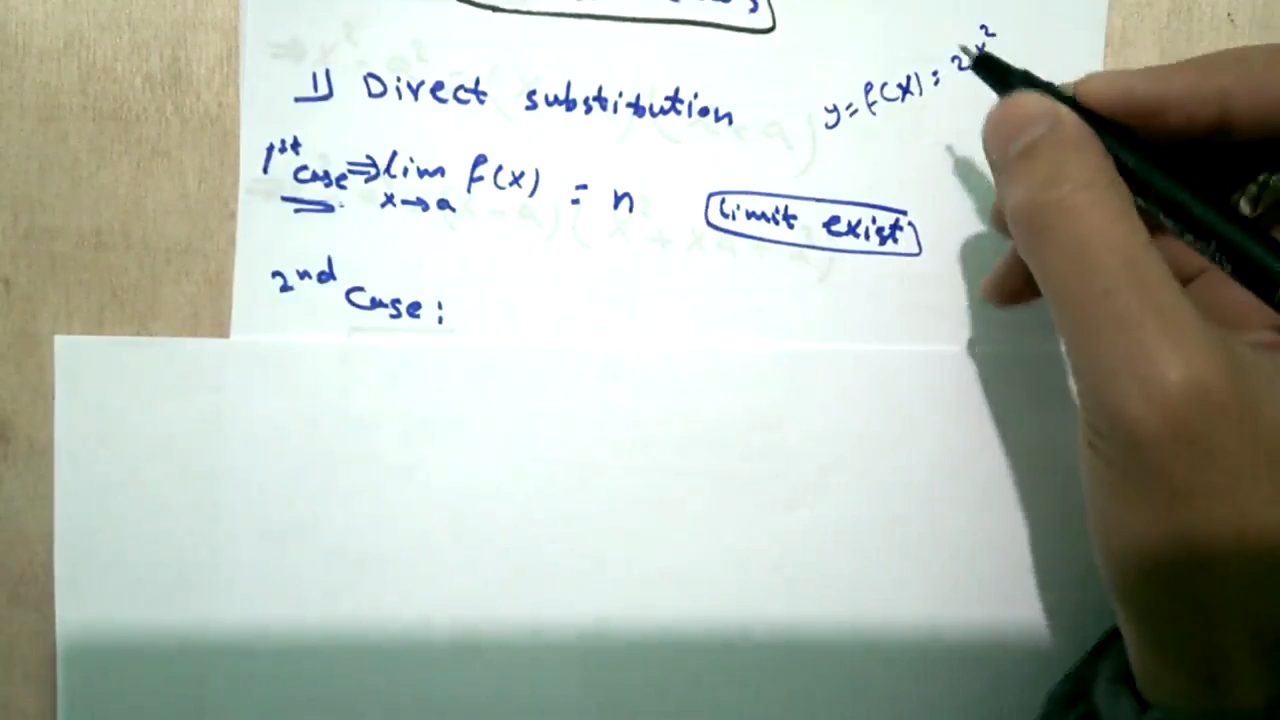 1) Direct substitution
y = f(x) = 2x²
1st case ⇒ lim f(x) = n
x→a
limit exist
2nd case :